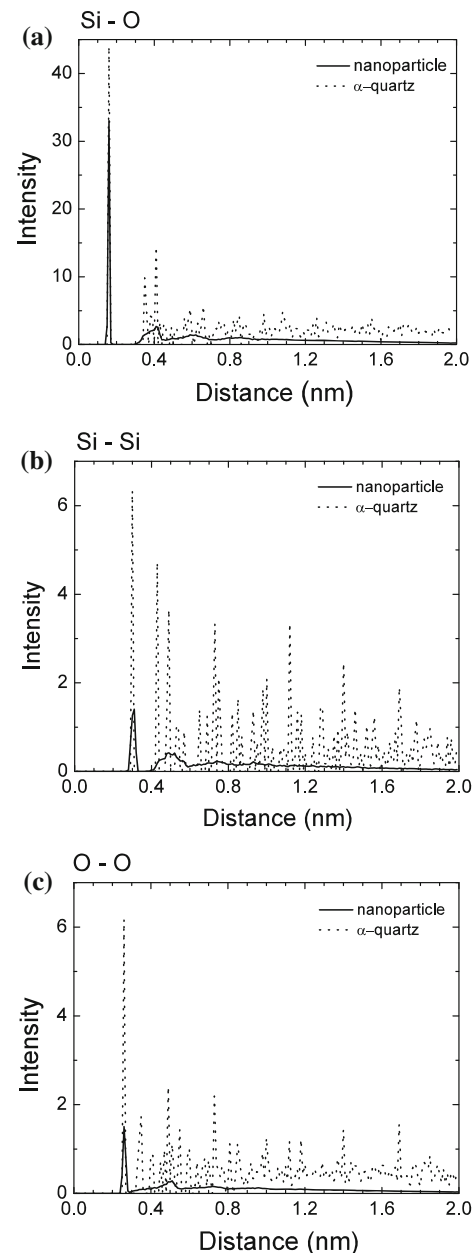 Si - O
(a)
nanoparticle
α–quartz
40
30
20
10
0
Intensity
0.0 0.4 0.8 1.2 1.6 2.0
Distance (nm)
Si - Si
(b)
nanoparticle
α–quartz
6
4
2
0
Intensity
0.0 0.4 0.8 1.2 1.6 2.0
Distance (nm)
O - O
(c)
nanoparticle
α–quartz
6
4
2
0
Intensity
0.0 0.4 0.8 1.2 1.6 2.0
Distance (nm)